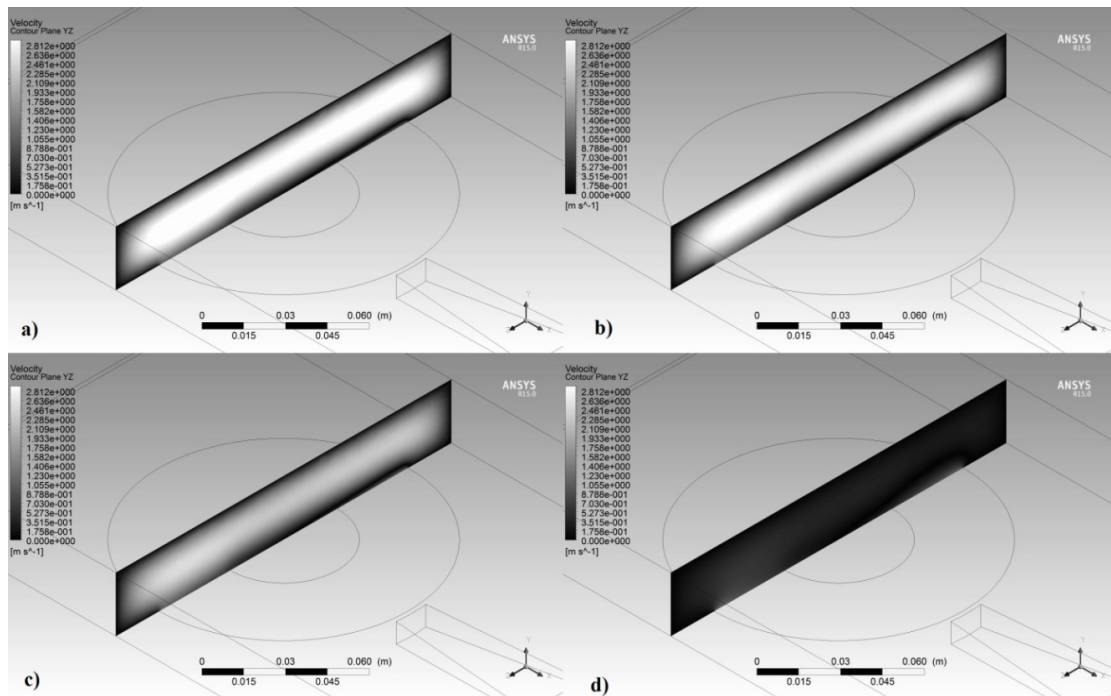 Velocity
Contour Plane YZ
2.812e+000
2.636e+000
2.461e+000
2.285e+000
2.109e+000
1.933e+000
1.758e+000
1.582e+000
1.406e+000
1.230e+000
1.055e+000
8.788e-001
7.030e-001
5.273e-001
3.515e-001
1.758e-001
0.000e+000
[m s^-1]
ANSYS
R15.0
0 0.03 0.060 (m)
0.015 0.045
Y
Z X
a)
Velocity
Contour Plane YZ
2.812e+000
2.636e+000
2.461e+000
2.285e+000
2.109e+000
1.933e+000
1.758e+000
1.582e+000
1.406e+000
1.230e+000
1.055e+000
8.788e-001
7.030e-001
5.273e-001
3.515e-001
1.758e-001
0.000e+000
[m s^-1]
ANSYS
R15.0
0 0.03 0.060 (m)
0.015 0.045
Y
Z X
b)
Velocity
Contour Plane YZ
2.812e+000
2.636e+000
2.461e+000
2.285e+000
2.109e+000
1.933e+000
1.758e+000
1.582e+000
1.406e+000
1.230e+000
1.055e+000
8.788e-001
7.030e-001
5.273e-001
3.515e-001
1.758e-001
0.000e+000
[m s^-1]
ANSYS
R15.0
0 0.03 0.060 (m)
0.015 0.045
Y
Z X
c)
Velocity
Contour Plane YZ
2.812e+000
2.636e+000
2.461e+000
2.285e+000
2.109e+000
1.933e+000
1.758e+000
1.582e+000
1.406e+000
1.230e+000
1.055e+000
8.788e-001
7.030e-001
5.273e-001
3.515e-001
1.758e-001
0.000e+000
[m s^-1]
ANSYS
R15.0
0 0.03 0.060 (m)
0.015 0.045
Y
Z X
d)